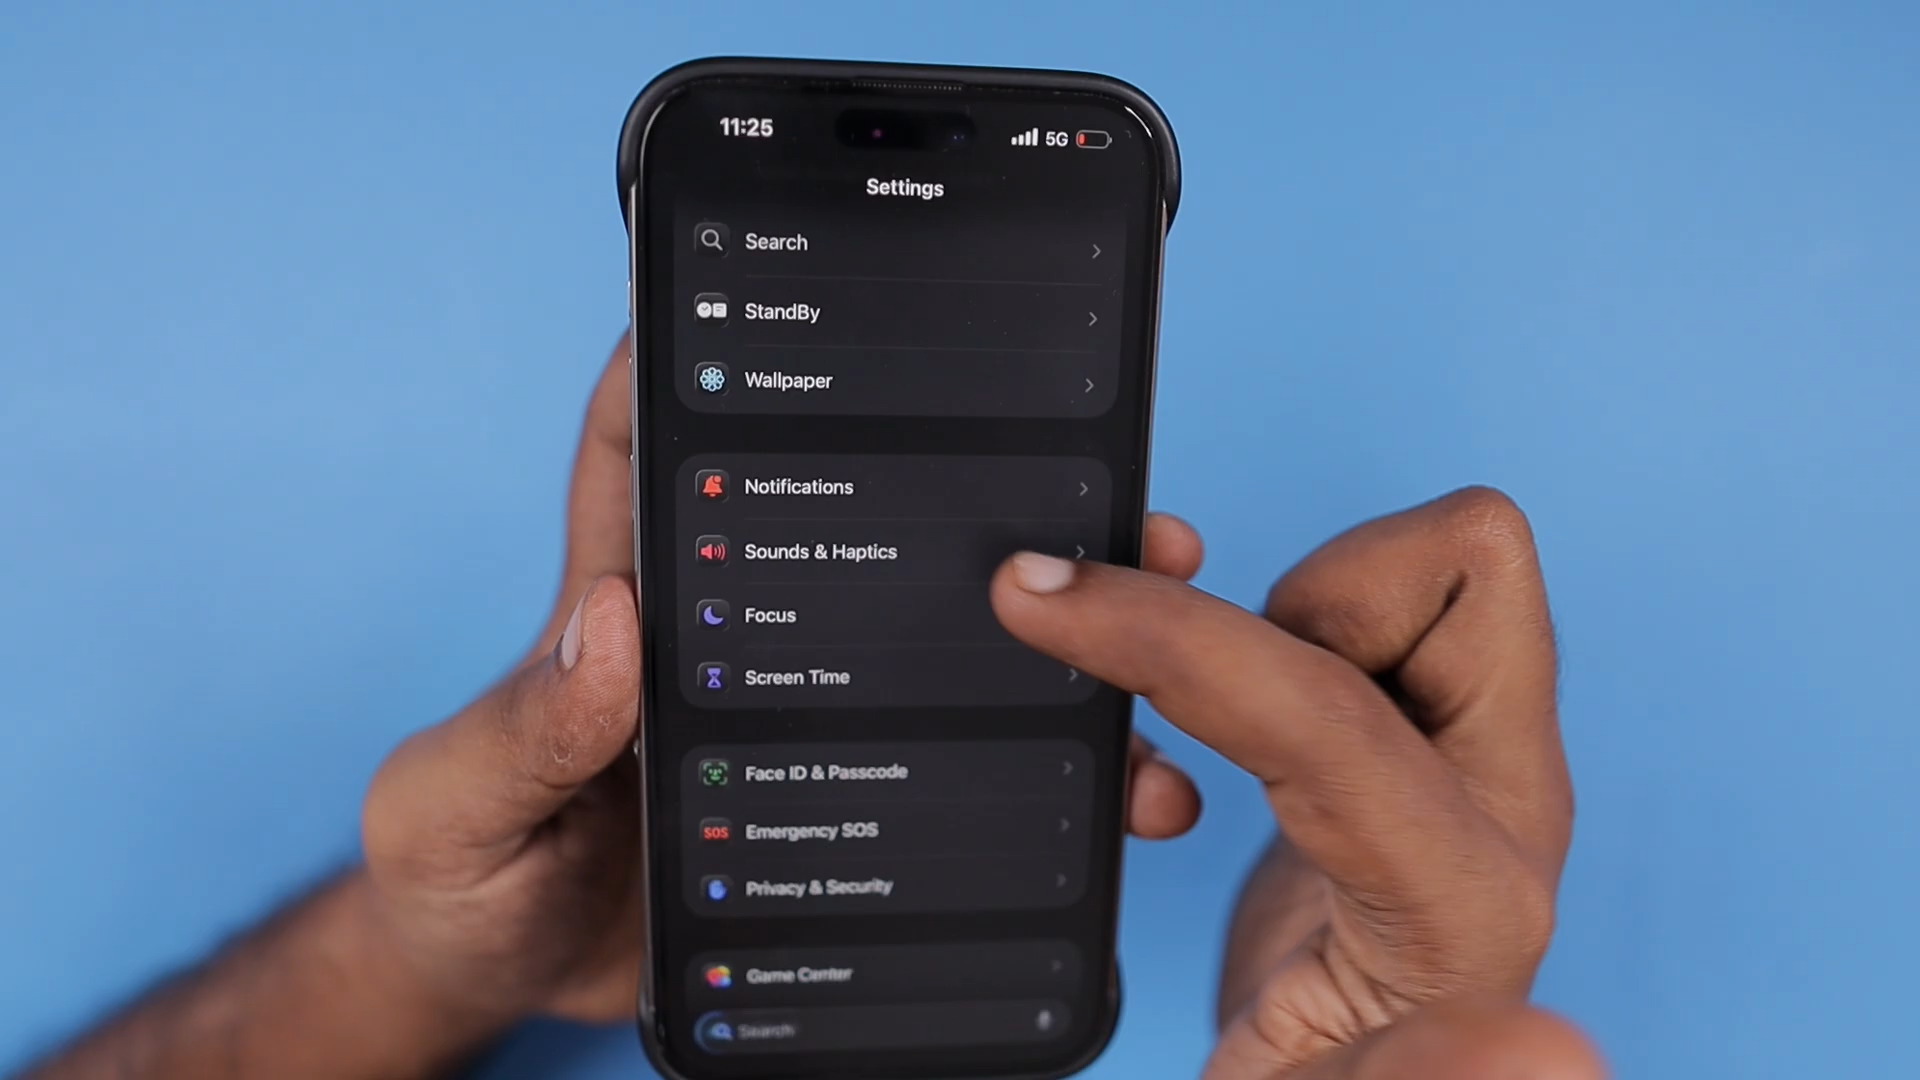 11:25 5G
Settings
Search
StandBy
Wallpaper
Notifications
Sounds & Haptics
Focus
Screen Time
Face ID & Passcode
SOS Emergency SOS
Privacy & Security
Game Center
Search